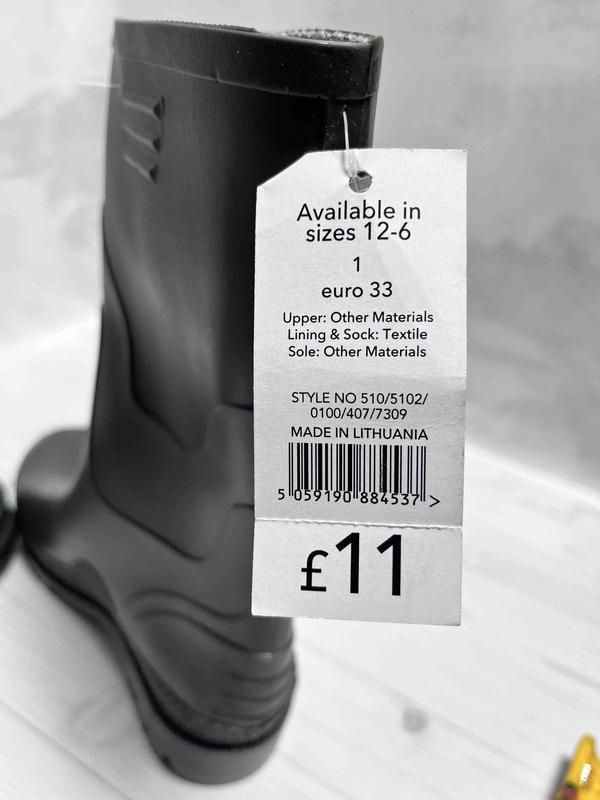 Available in
sizes 12-6
1
euro 33
Upper: Other Materials
Lining & Sock: Textile
Sole: Other Materials
STYLE NO 510/5102/
0100/407/7309
MADE IN LITHUANIA
5 059190 884537 >
£11